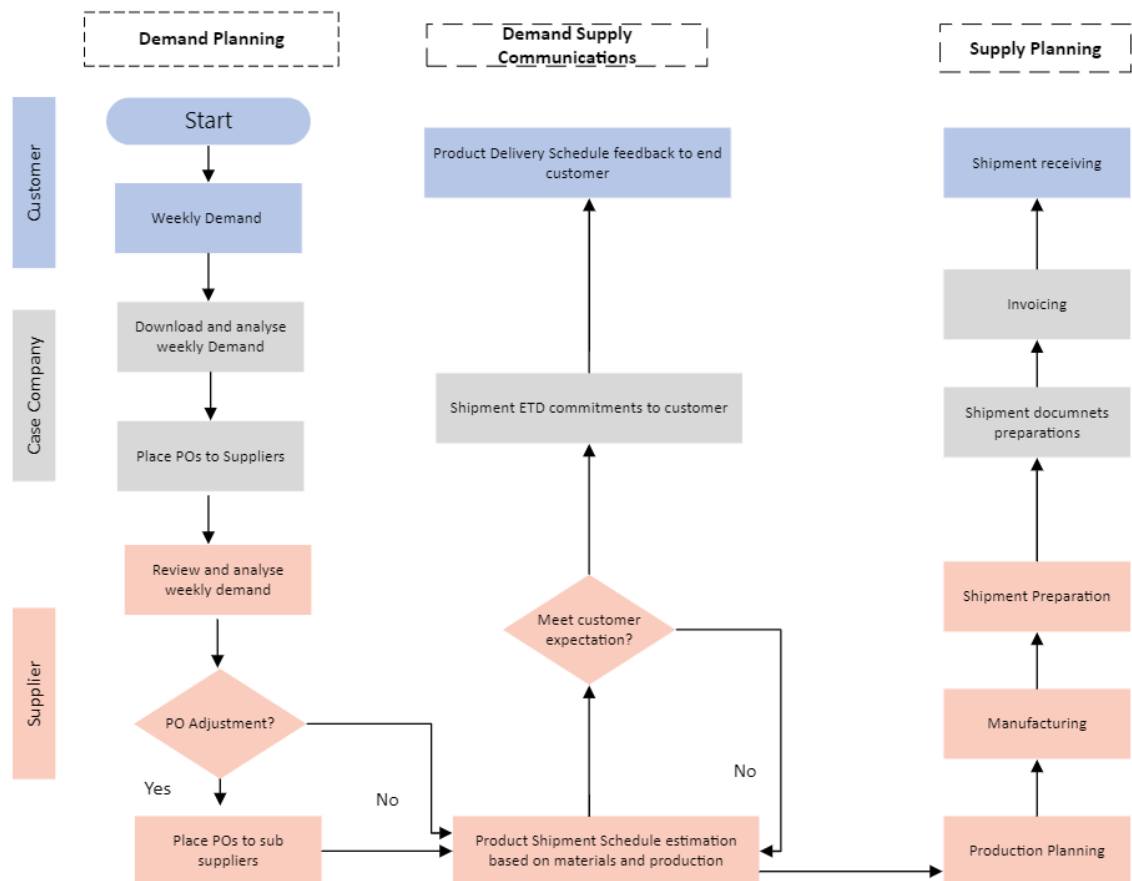 Demand Planning
Demand Supply
Communications
Supply Planning
Customer
Case Company
Supplier
Start
Weekly Demand
Download and analyse
weekly Demand
Place POs to Suppliers
Review and analyse
weekly demand
PO Adjustment?
Yes
No
Place POs to sub
suppliers
Product Delivery Schedule feedback to end
customer
Shipment ETD commitments to customer
Meet customer
expectation?
No
Product Shipment Schedule estimation
based on materials and production
Shipment receiving
Invoicing
Shipment documnets
preparations
Shipment Preparation
Manufacturing
Production Planning